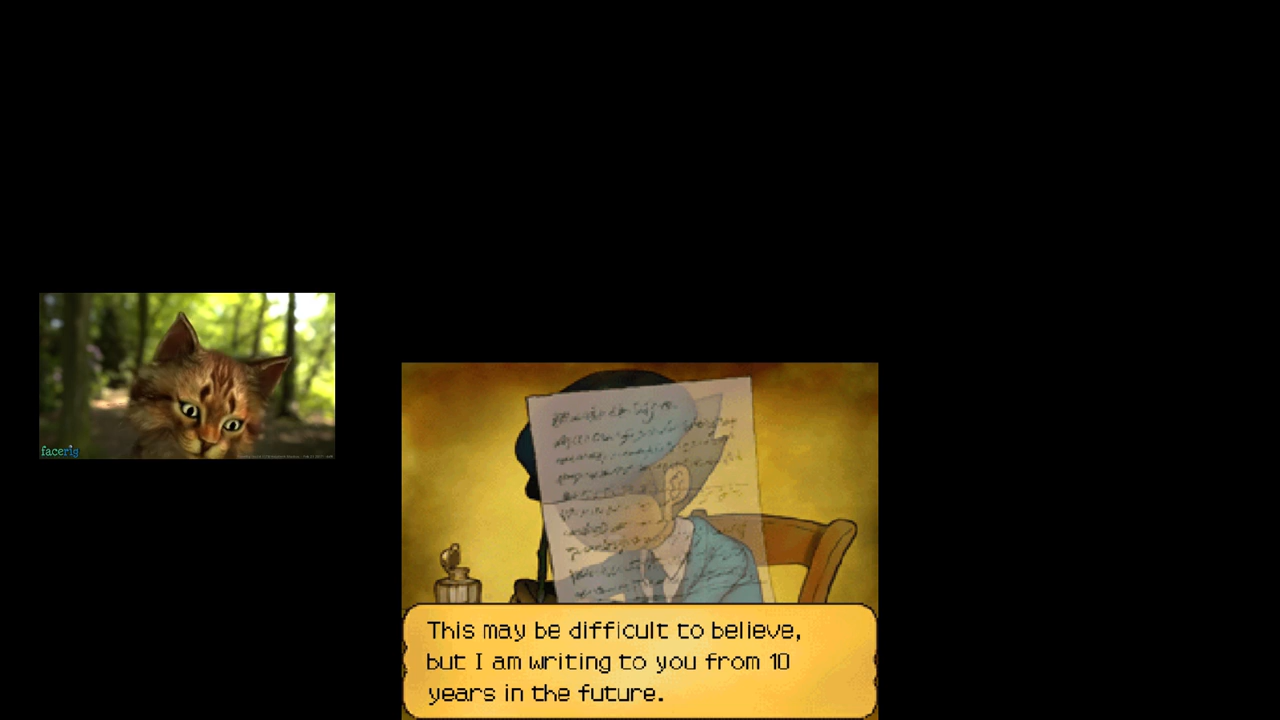 facerig
This may be difficult to believe,
but I am writing to you from 10
years in the future.